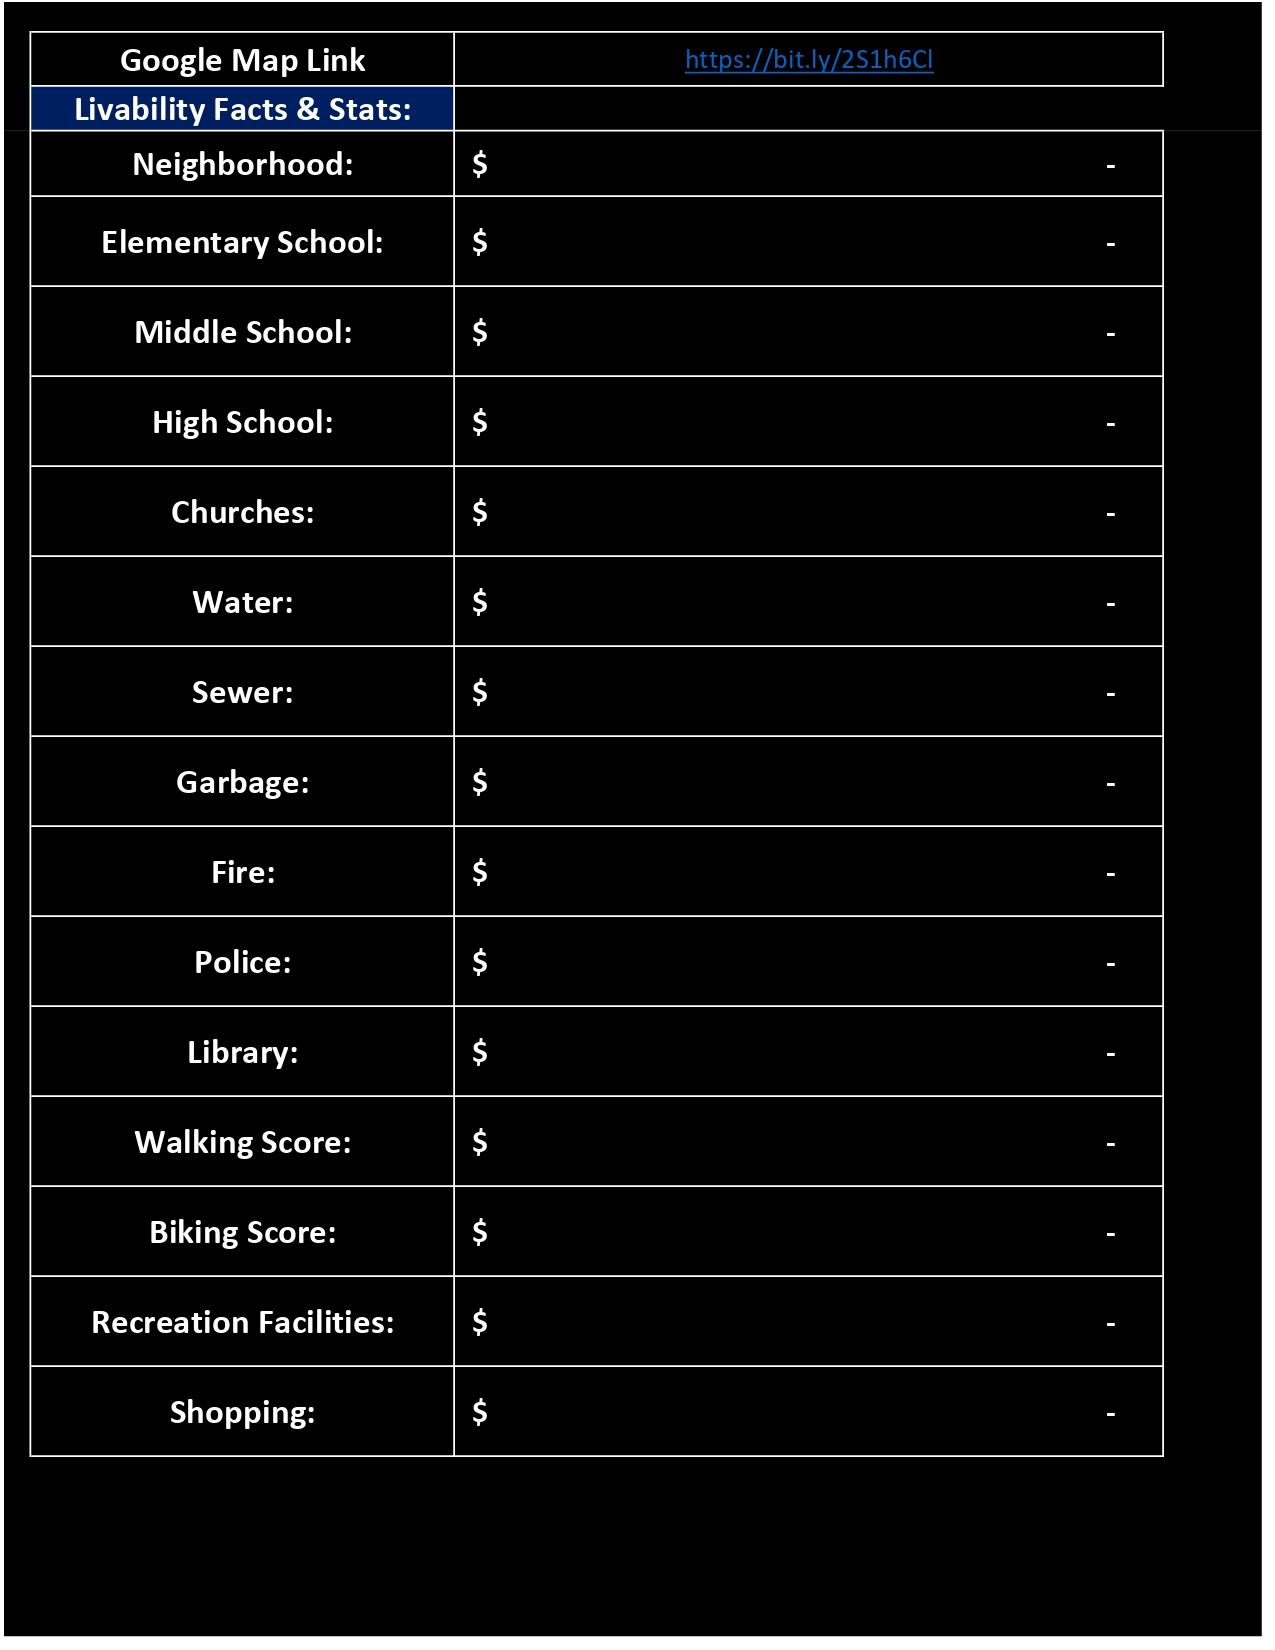 Google Map Link https://bit.ly/2S1h6Cl
Livability Facts & Stats:
Neighborhood: $ -
Elementary School: $ -
Middle School: $ -
High School: $ -
Churches: $ -
Water: $ -
Sewer: $ -
Garbage: $ -
Fire: $ -
Police: $ -
Library: $ -
Walking Score: $ -
Biking Score: $ -
Recreation Facilities: $ -
Shopping: $ -